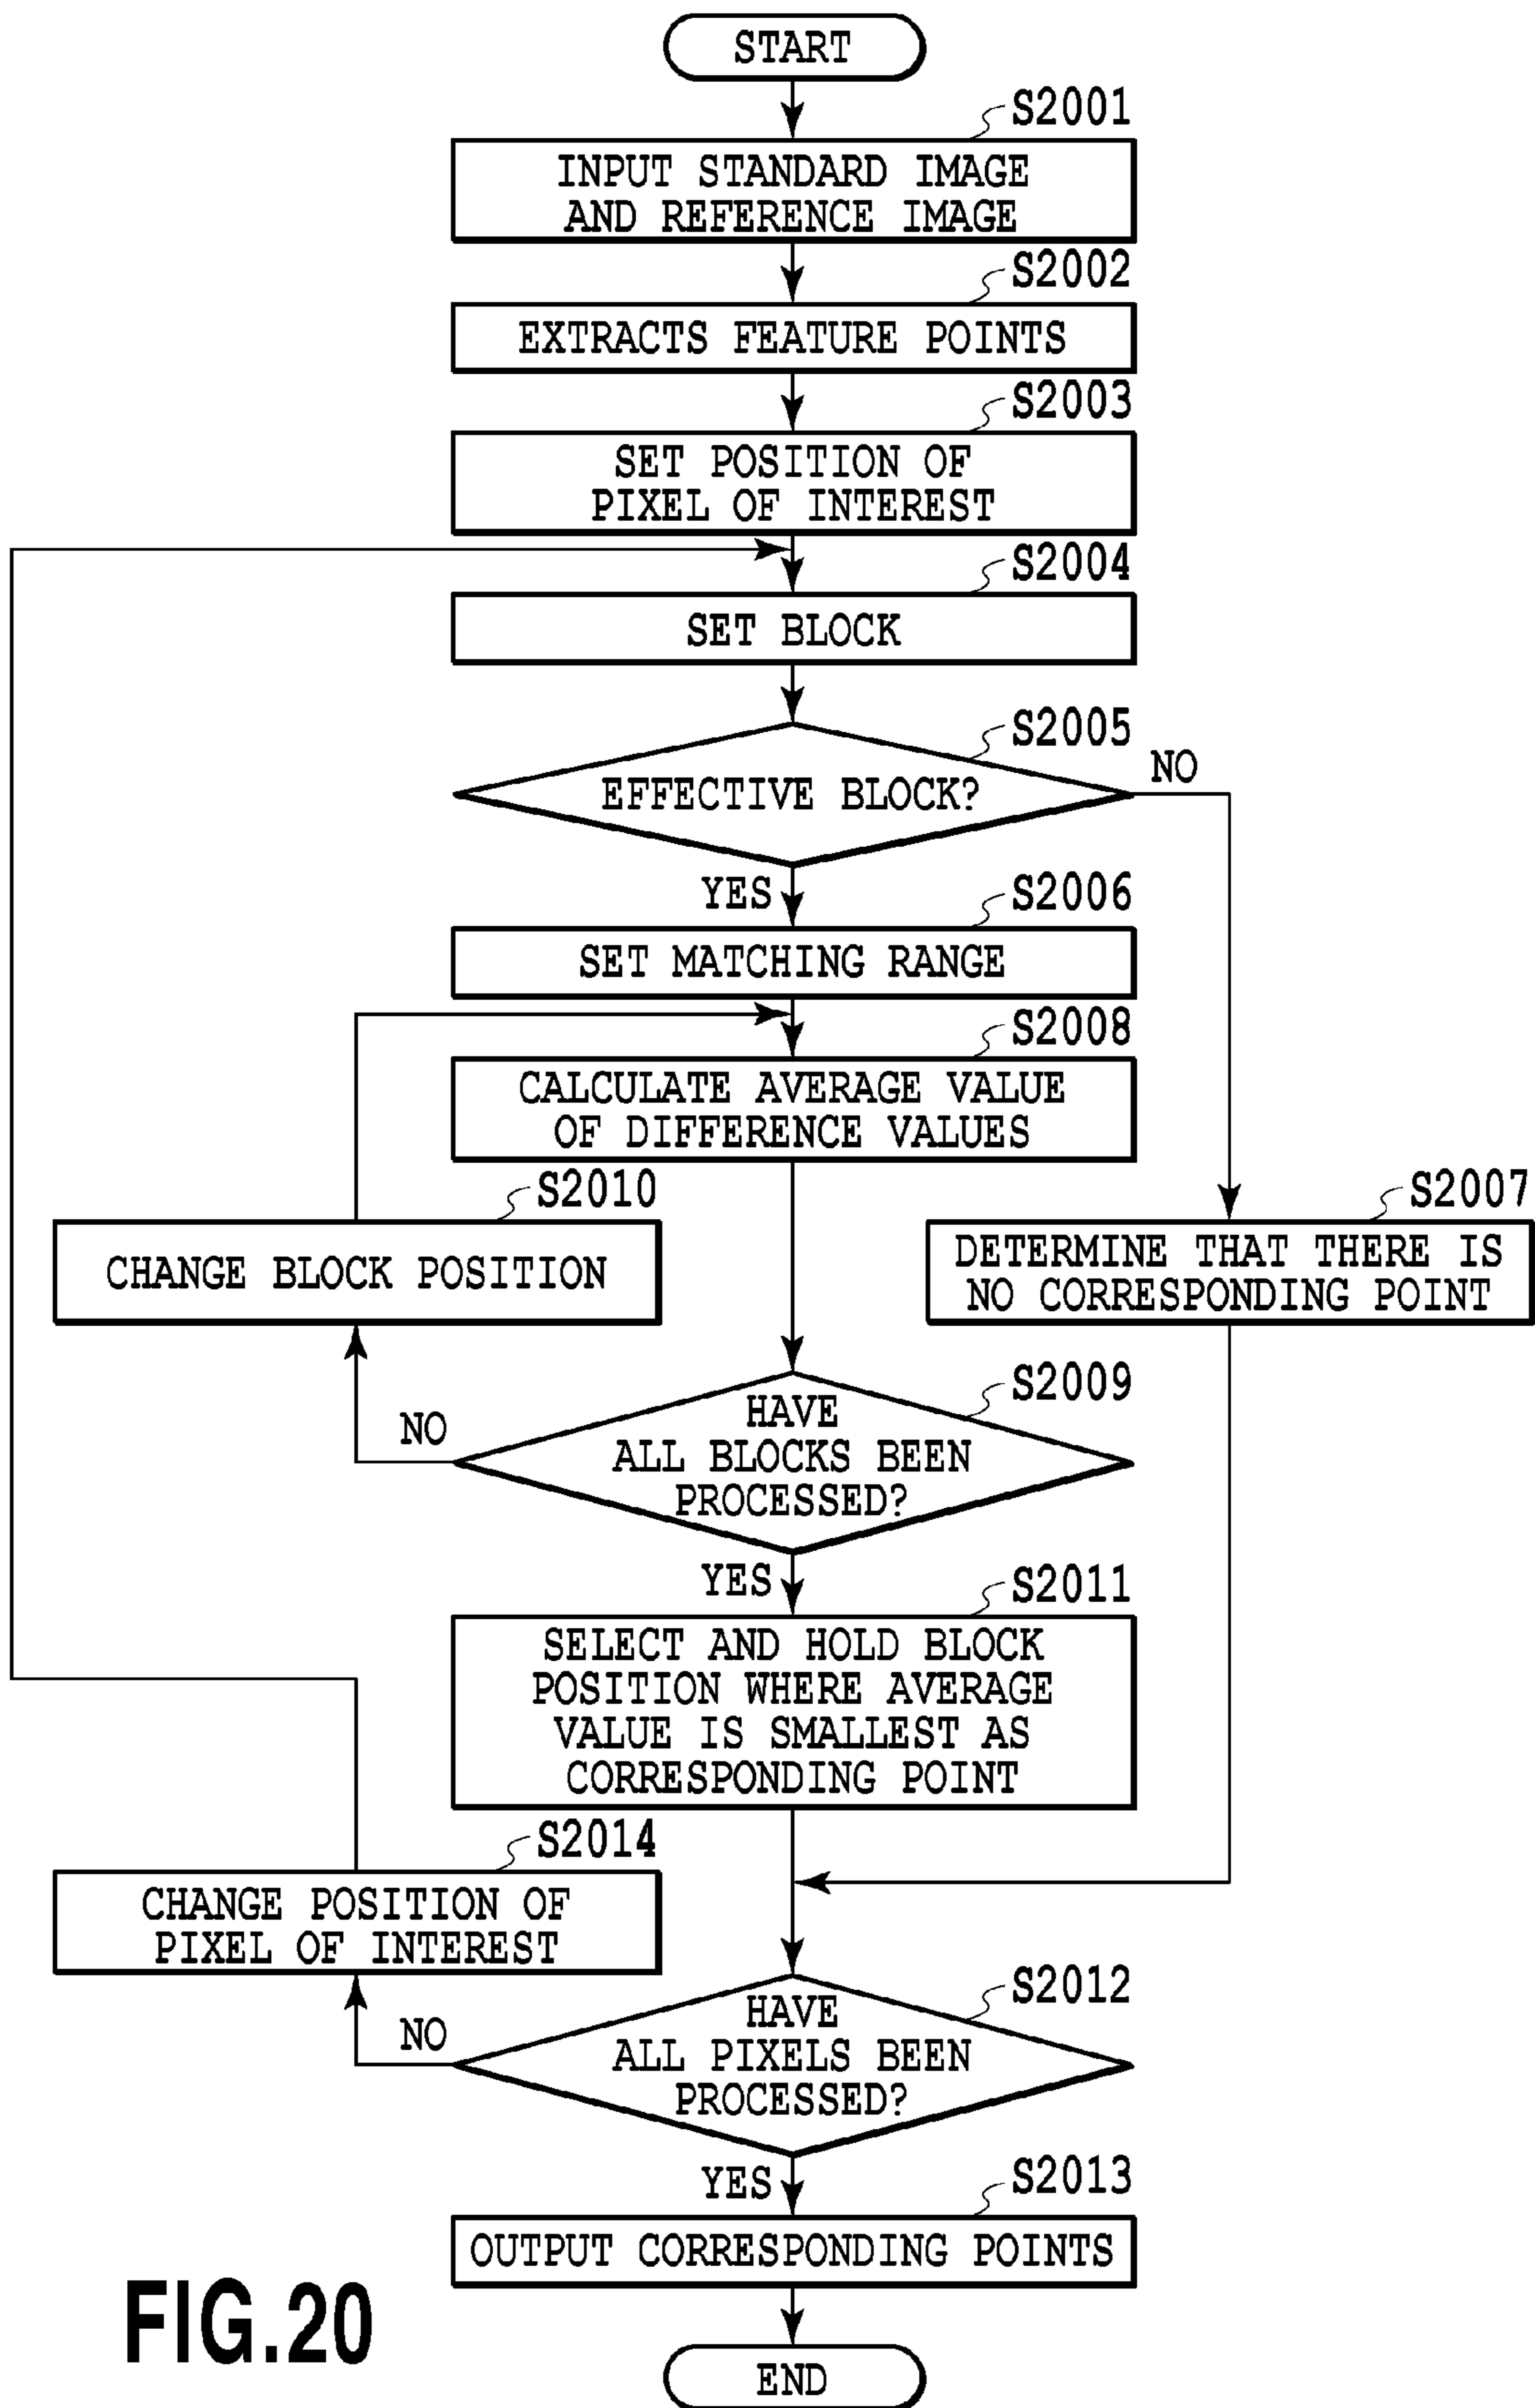 START
S2001
INPUT STANDARD IMAGE
AND REFERENCE IMAGE
S2002
EXTRACTS FEATURE POINTS
S2003
SET POSITION OF
PIXEL OF INTEREST
S2004
SET BLOCK
S2005
EFFECTIVE BLOCK?
NO
YES
S2006
SET MATCHING RANGE
S2008
CALCULATE AVERAGE VALUE
OF DIFFERENCE VALUES
S2010
CHANGE BLOCK POSITION
S2007
DETERMINE THAT THERE IS
NO CORRESPONDING POINT
S2009
HAVE
ALL BLOCKS BEEN
PROCESSED?
NO
YES
S2011
SELECT AND HOLD BLOCK
POSITION WHERE AVERAGE
VALUE IS SMALLEST AS
CORRESPONDING POINT
S2014
CHANGE POSITION OF
PIXEL OF INTEREST
S2012
HAVE
ALL PIXELS BEEN
PROCESSED?
NO
YES
S2013
OUTPUT CORRESPONDING POINTS
END
FIG.20